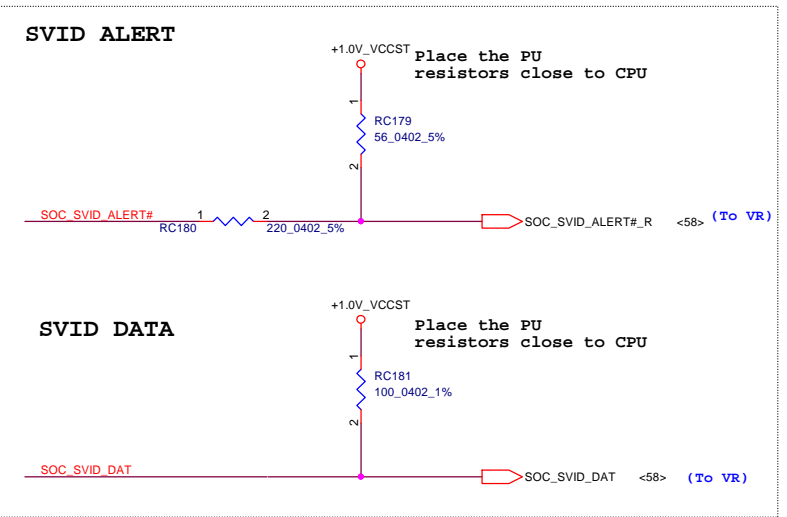 SVID ALERT
+1.0V_VCCST
Place the PU
resistors close to CPU
1
RC179
56_0402_5%
2
SOC_SVID_ALERT# 1 2 SOC_SVID_ALERT#_R <58> (To VR)
RC180 220_0402_5%
+1.0V_VCCST
SVID DATA
Place the PU
resistors close to CPU
1
RC181
100_0402_1%
2
SOC_SVID_DAT SOC_SVID_DAT <58> (To VR)